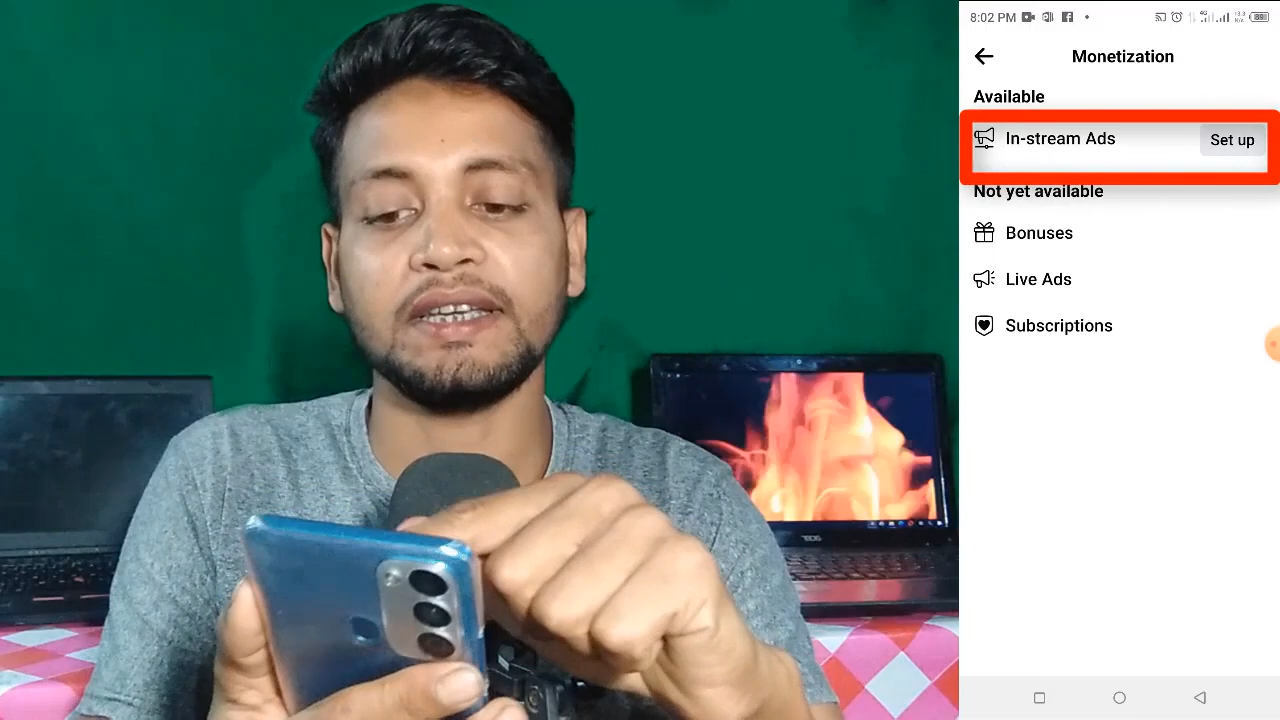 8:02 PM
Monetization
Available
In-stream Ads
Set up
Not yet available
Bonuses
Live Ads
Subscriptions